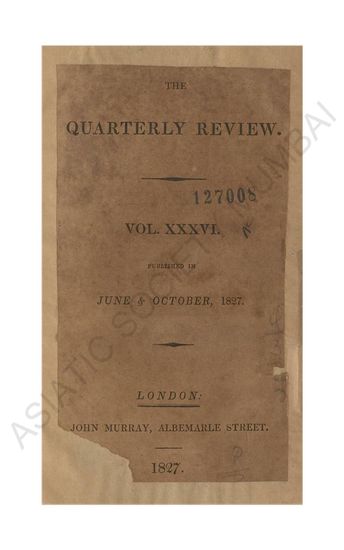 THE
QUARTERLY REVIEW.
127008
VOL. XXXVI.
PUBLISHED IN
JUNE & OCTOBER, 1827.
LONDON:
JOHN MURRAY, ALBEMARLE STREET.
1827.
ASIATIC SOCIETY MUMBAI